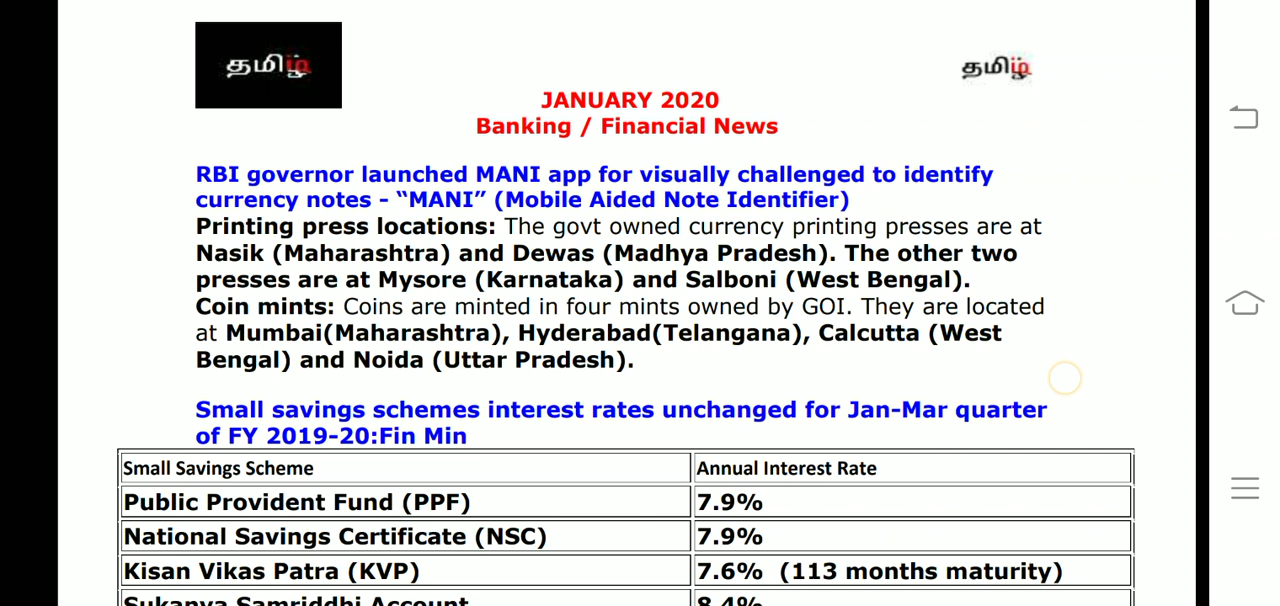 தமிழ்
தமிழ்
JANUARY 2020
Banking / Financial News
RBI governor launched MANI app for visually challenged to identify
currency notes - “MANI” (Mobile Aided Note Identifier)
Printing press locations: The govt owned currency printing presses are at
Nasik (Maharashtra) and Dewas (Madhya Pradesh). The other two
presses are at Mysore (Karnataka) and Salboni (West Bengal).
Coin mints: Coins are minted in four mints owned by GOI. They are located
at Mumbai(Maharashtra), Hyderabad(Telangana), Calcutta (West
Bengal) and Noida (Uttar Pradesh).
Small savings schemes interest rates unchanged for Jan-Mar quarter
of FY 2019-20:Fin Min
Small Savings Scheme Annual Interest Rate
Public Provident Fund (PPF) 7.9%
National Savings Certificate (NSC) 7.9%
Kisan Vikas Patra (KVP) 7.6% (113 months maturity)
Sukanya Samriddhi Account 8.4%